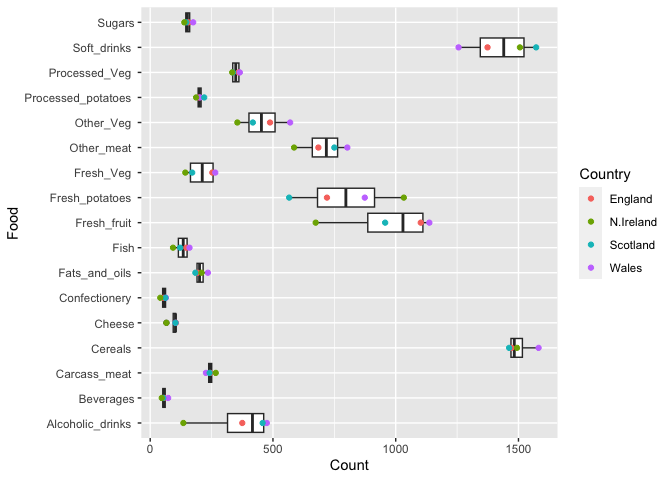 Food
Sugars
Soft_drinks
Processed_Veg
Processed_potatoes
Other_Veg
Other_meat
Fresh_Veg
Fresh_potatoes
Fresh_fruit
Fish
Fats_and_oils
Confectionery
Cheese
Cereals
Carcass_meat
Beverages
Alcoholic_drinks
0 500 1000 1500
Count
Country
England
N.Ireland
Scotland
Wales